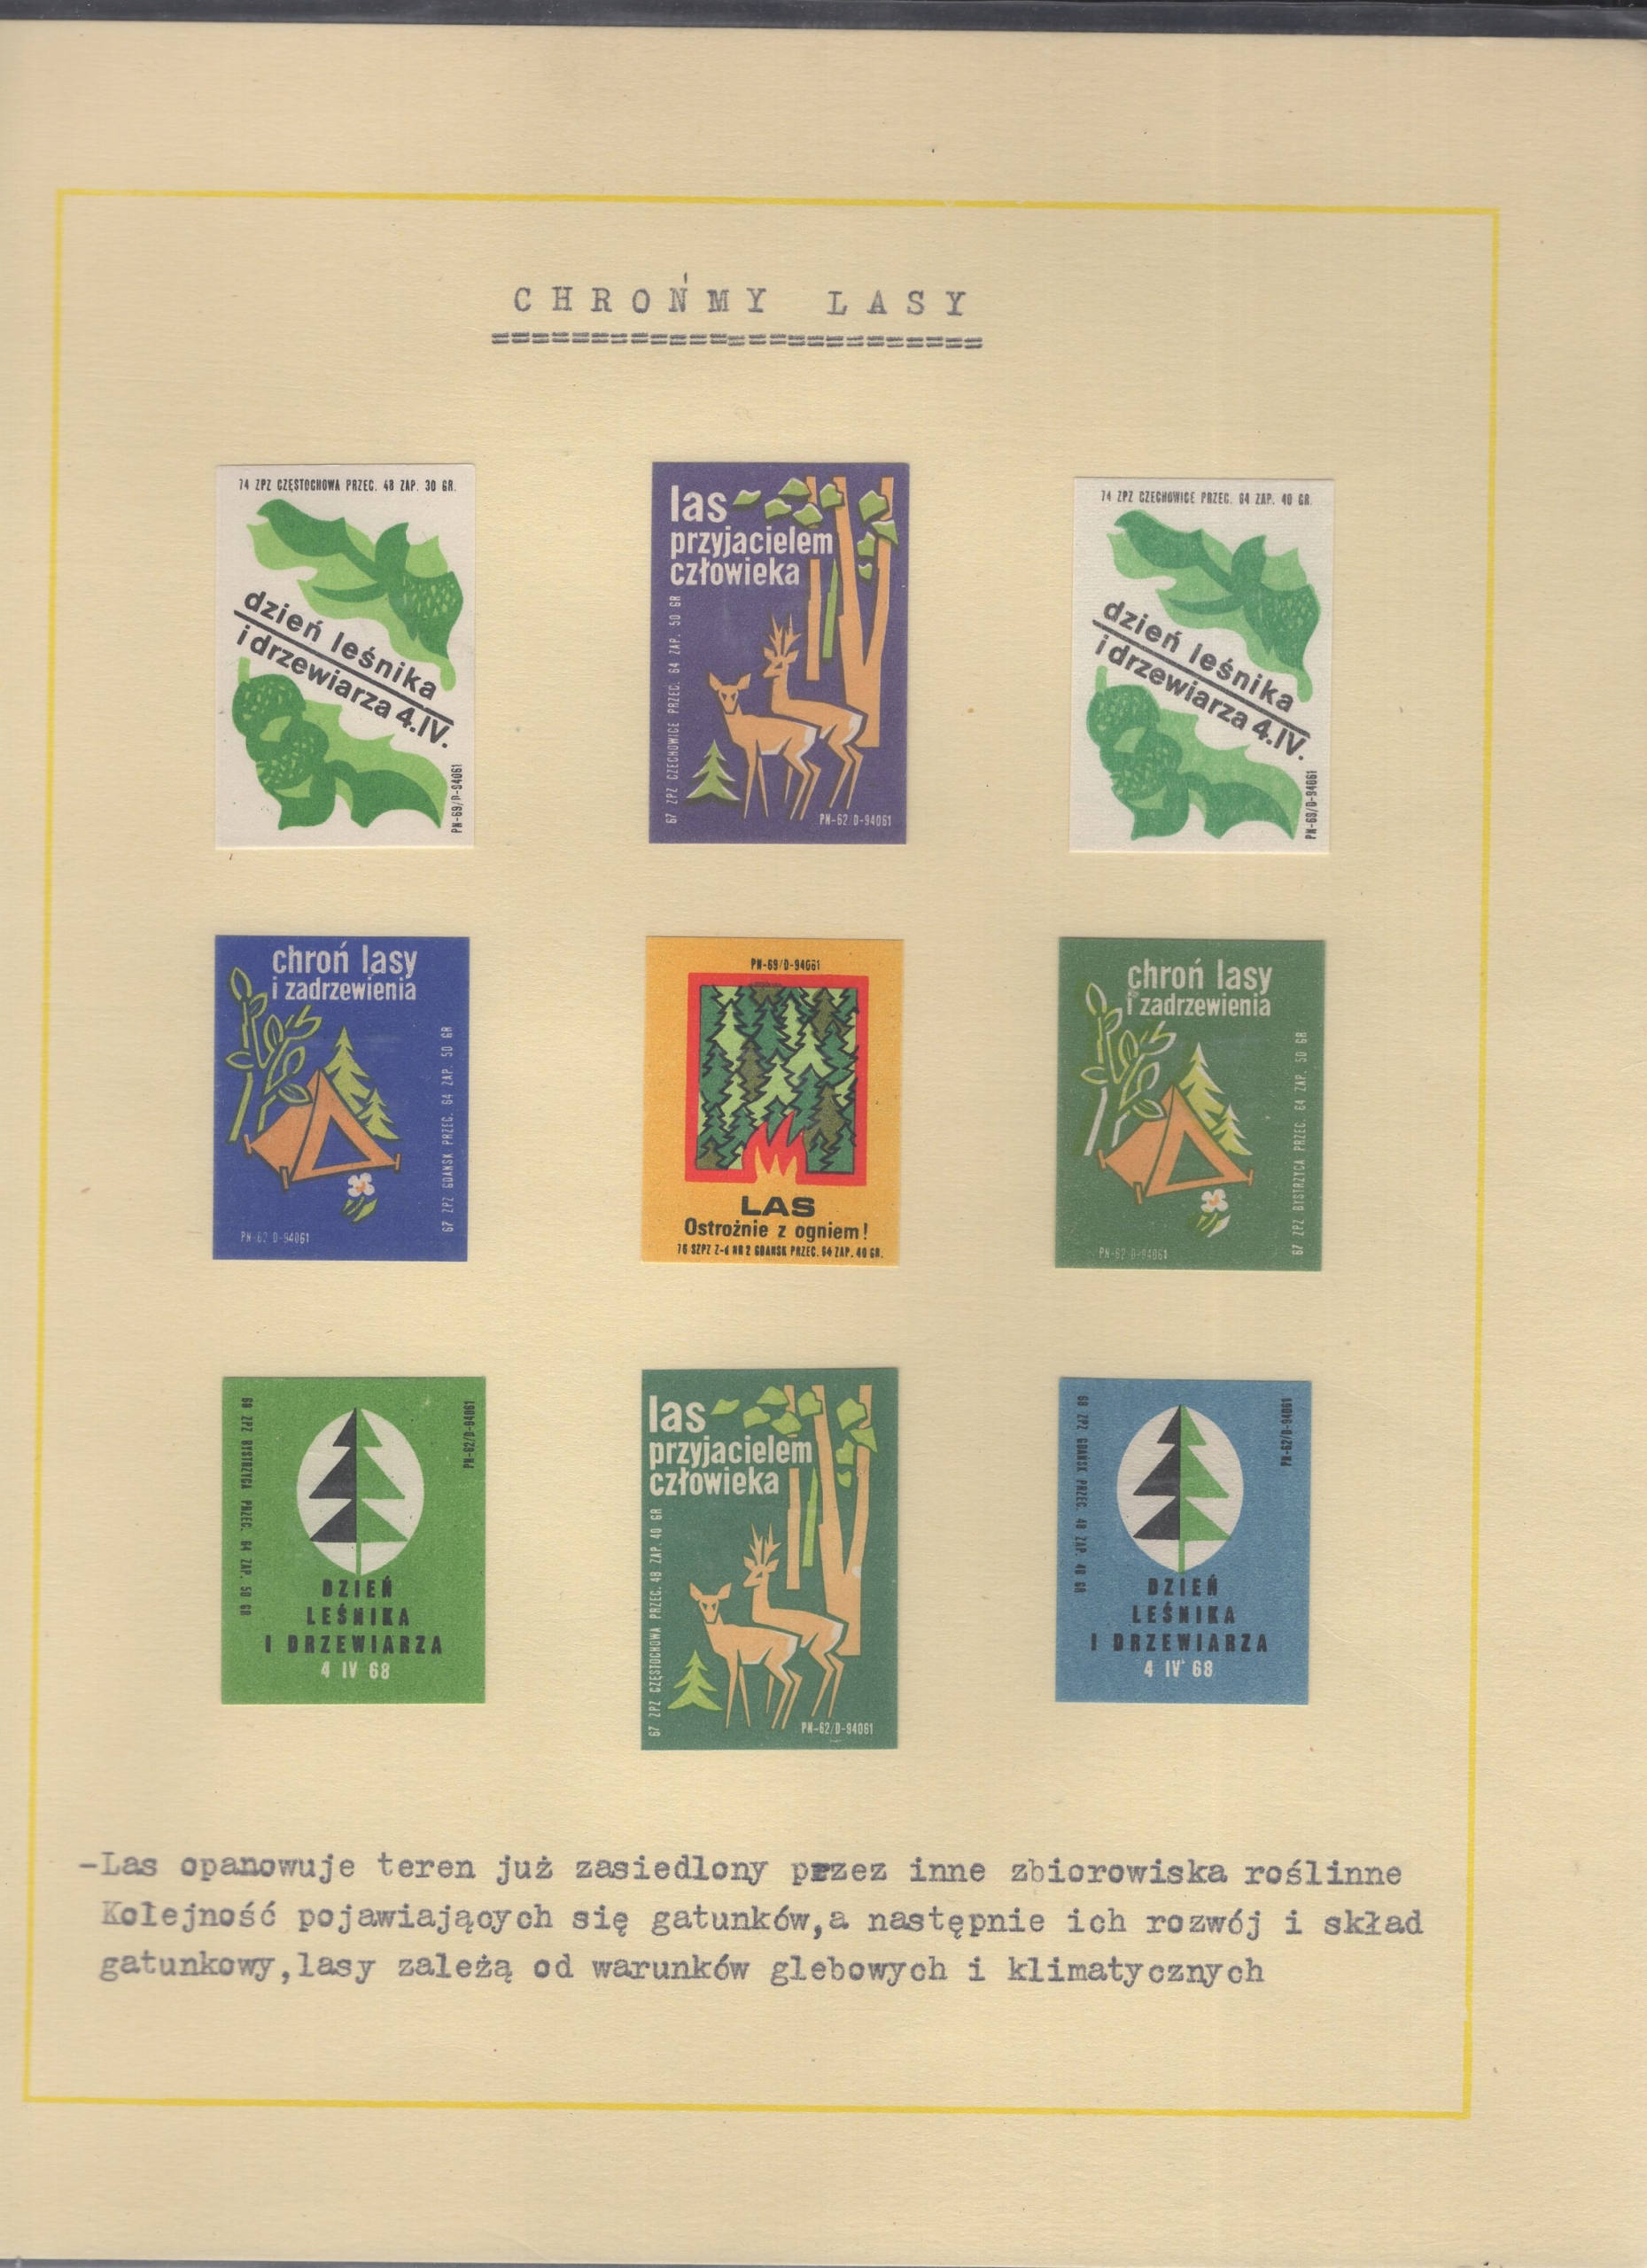 CHROŃMY LASY
=========================
74 ZPZ CZĘSTOCHOWA PRZEC. 48 ZAP. 30 GR.
dzień leśnika
i drzewiarza 4.IV.
PN-69/D-94061
las
przyjacielem
człowieka
67 ZPZ CZECHOWICE PRZEC. 64 ZAP. 50 GR
PN-62/D-94061
74 ZPZ CZECHOWICE PRZEC. 64 ZAP. 40 GR.
dzień leśnika
i drzewiarza 4.IV.
PN-69/D-94061
chroń lasy
i zadrzewienia
67 ZPZ GDAŃSK PRZEC. 64 ZAP. 50 GR
PN-62 D-94061
PN-69/D-94061
LAS
Ostrożnie z ogniem!
76 SZPZ Z-d NR 2 GDAŃSK PRZEC. 64 ZAP. 40 GR.
chroń lasy
i zadrzewienia
67 ZPZ BYSTRZYCA PRZEC. 64 ZAP. 50 GR
PN-62 D-94061
68 ZPZ BYSTRZYCA PRZEC. 64 ZAP. 50 GR
PN-62/D-94061
DZIEŃ
LEŚNIKA
I DRZEWIARZA
4 IV 68
las
przyjacielem
człowieka
67 ZPZ CZĘSTOCHOWA PRZEC. 48 ZAP. 40 GR
PN-62/D-94061
68 ZPZ GDAŃSK PRZEC. 48 ZAP. 40 GR
PN-62/D-94061
DZIEŃ
LEŚNIKA
I DRZEWIARZA
4 IV 68
-Las opanowuje teren już zasiedlony przez inne zbiorowiska roślinne
Kolejność pojawiających się gatunków,a następnie ich rozwój i skład
gatunkowy,lasy zależą od warunków glebowych i klimatycznych